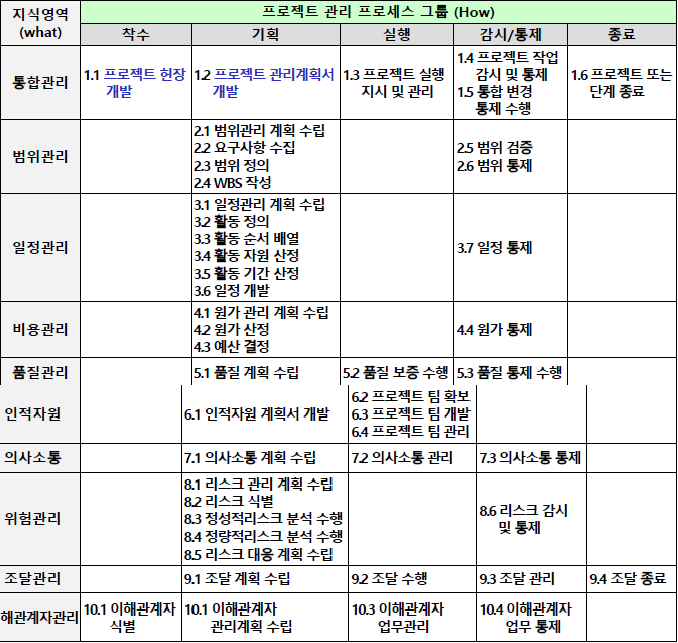 지식영역
(what)
프로젝트 관리 프로세스 그룹 (How)
착수
기획
실행
감시/통제
종료
통합관리
1.1 프로젝트 헌장
개발
1.2 프로젝트 관리계획서
개발
1.3 프로젝트 실행
지시 및 관리
1.4 프로젝트 작업
감시 및 통제
1.5 통합 변경
통제 수행
1.6 프로젝트 또는
단계 종료
범위관리
2.1 범위관리 계획 수립
2.2 요구사항 수집
2.3 범위 정의
2.4 WBS 작성
2.5 범위 검증
2.6 범위 통제
일정관리
3.1 일정관리 계획 수립
3.2 활동 정의
3.3 활동 순서 배열
3.4 활동 자원 산정
3.5 활동 기간 산정
3.6 일정 개발
3.7 일정 통제
비용관리
4.1 원가 관리 계획 수립
4.2 원가 산정
4.3 예산 결정
4.4 원가 통제
품질관리
5.1 품질 계획 수립
5.2 품질 보증 수행
5.3 품질 통제 수행
인적자원
6.1 인적자원 계획서 개발
6.2 프로젝트 팀 확보
6.3 프로젝트 팀 개발
6.4 프로젝트 팀 관리
의사소통
7.1 의사소통 계획 수립
7.2 의사소통 관리
7.3 의사소통 통제
위험관리
8.1 리스크 관리 계획 수립
8.2 리스크 식별
8.3 정성적리스크 분석 수행
8.4 정량적리스크 분석 수행
8.5 리스크 대응 계획 수립
8.6 리스크 감시
및 통제
조달관리
9.1 조달 계획 수립
9.2 조달 수행
9.3 조달 관리
9.4 조달 종료
해관계자관리
10.1 이해관계자
식별
10.1 이해관계자
관리계획 수립
10.3 이해관계자
업무관리
10.4 이해관계자
업무 통제